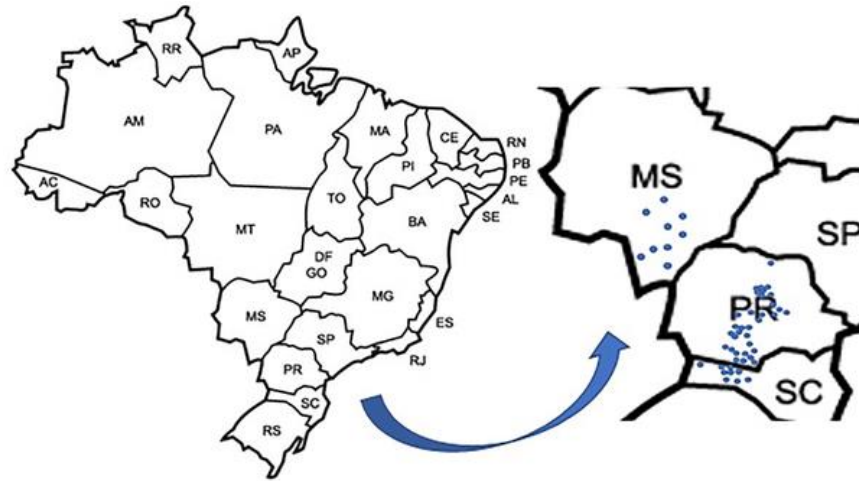 RR
AP
AM
PA
MA
CE
RN
PB
PI
PE
AL
AC
RO
TO
SE
MT
BA
DF
GO
MG
MS
ES
SP
RJ
PR
SC
RS
MS
SP
PR
SC